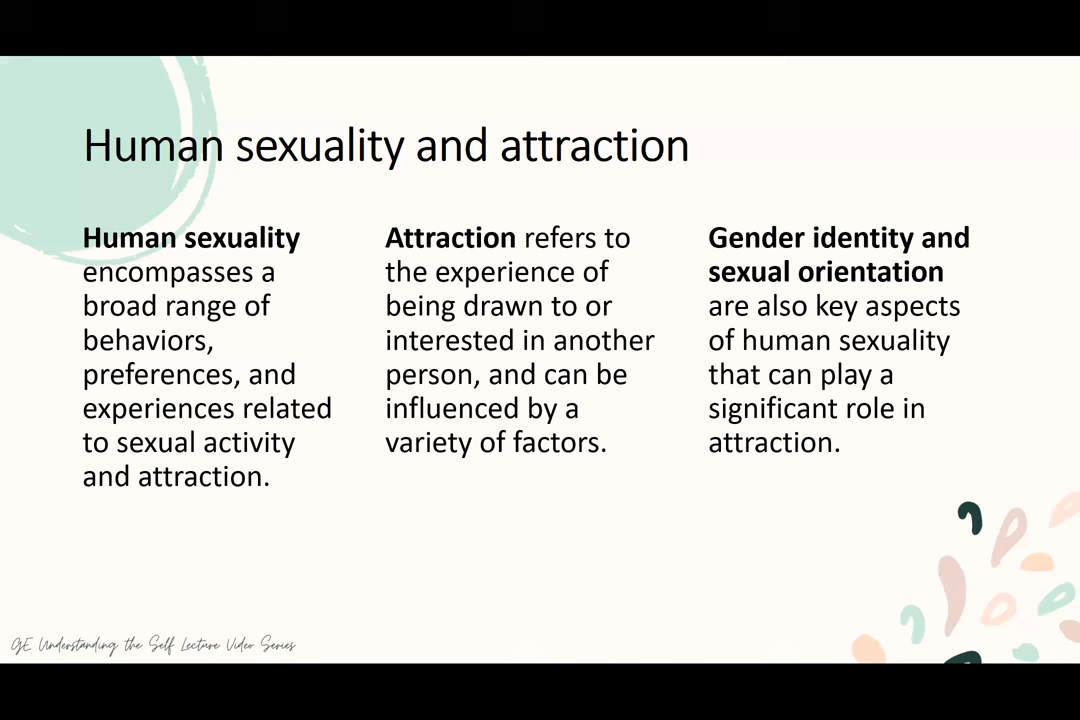 Human sexuality and attraction
Human sexuality
encompasses a
broad range of
behaviors,
preferences, and
experiences related
to sexual activity
and attraction.
Attraction refers to
the experience of
being drawn to or
interested in another
person, and can be
influenced by a
variety of factors.
Gender identity and
sexual orientation
are also key aspects
of human sexuality
that can play a
significant role in
attraction.
GE Understanding the Self Lecture Video Series